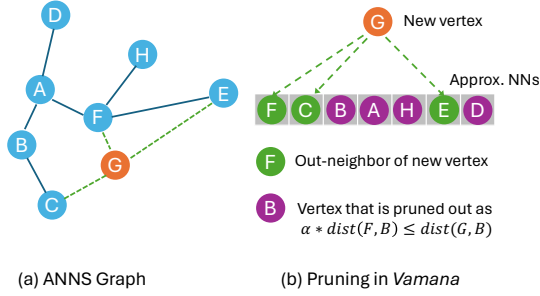 D
H
A
E
F
B
G
C
(a) ANNS Graph
G New vertex
Approx. NNs
F C B A H E D
F Out-neighbor of new vertex
B Vertex that is pruned out as
α ∗ dist(F, B) ≤ dist(G, B)
(b) Pruning in Vamana